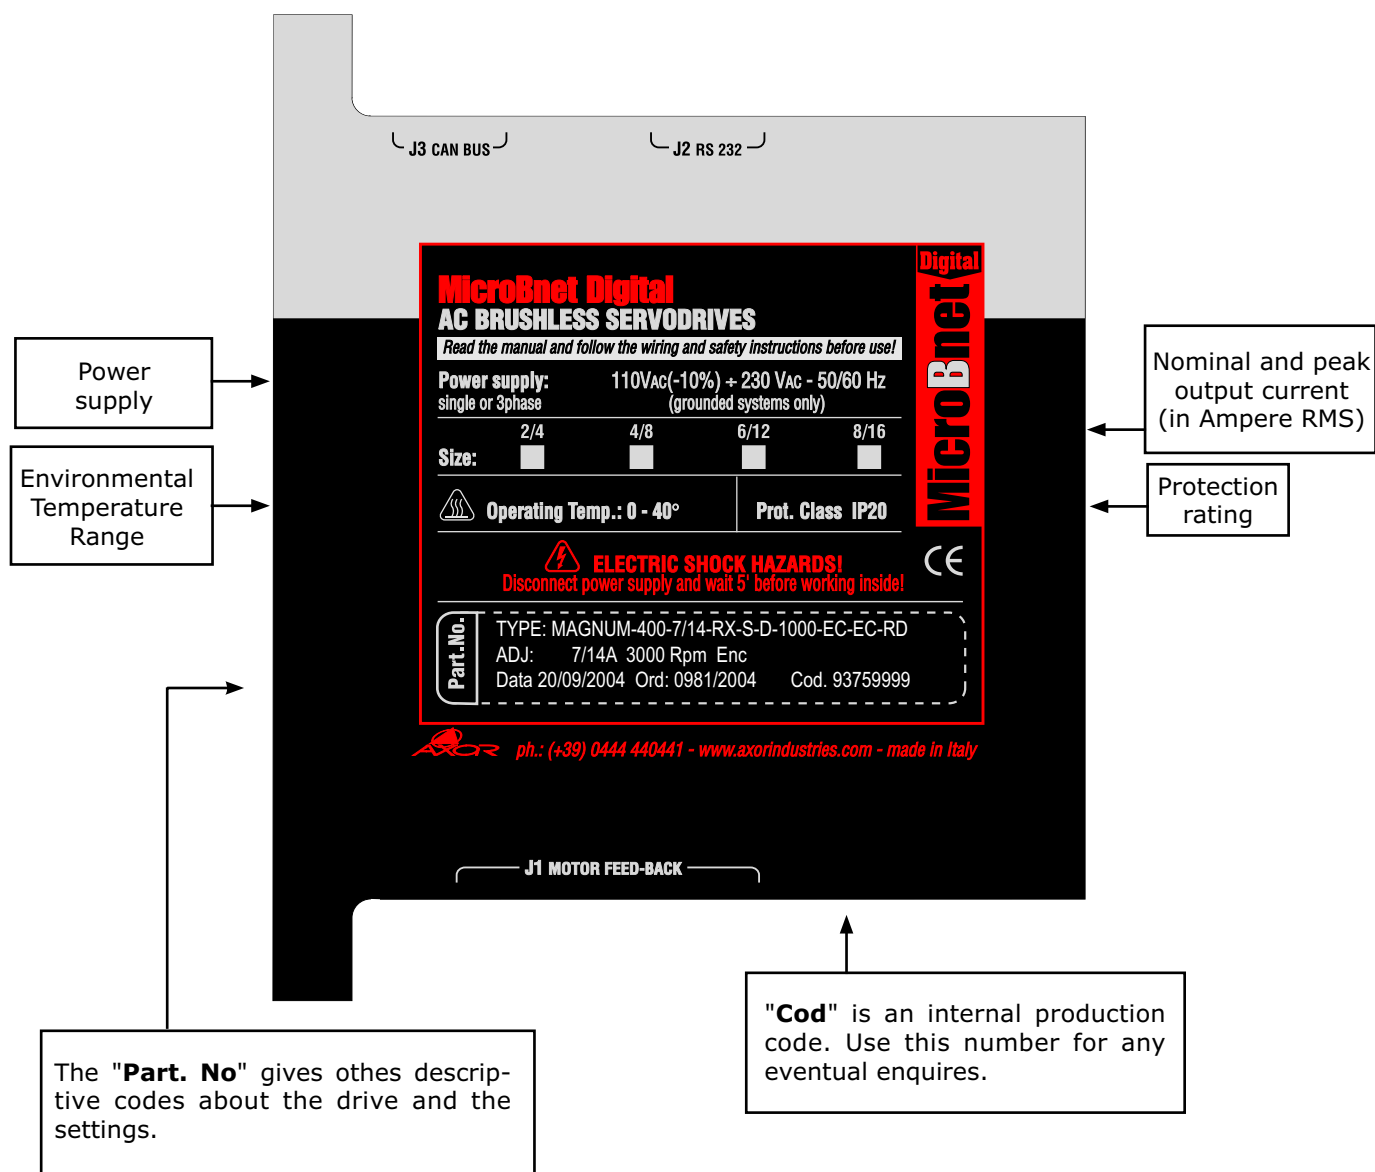 J3 CAN BUS
J2 RS 232
MicroBnet Digital
AC BRUSHLESS SERVODRIVES
Read the manual and follow the wiring and safety instructions before use!
Power supply: 110VAC(-10%) ÷ 230 VAC - 50/60 Hz
single or 3phase (grounded systems only)
2/4 4/8 6/12 8/16
Size:
Operating Temp.: 0 - 40° Prot. Class IP20
ELECTRIC SHOCK HAZARDS!
Disconnect power supply and wait 5' before working inside!
Part.No.
TYPE: MAGNUM-400-7/14-RX-S-D-1000-EC-EC-RD
ADJ: 7/14A 3000 Rpm Enc
Data 20/09/2004 Ord: 0981/2004 Cod. 93759999
Digital
MicroBnet
CE
AXOR ph.: (+39) 0444 440441 - www.axorindustries.com - made in Italy
J1 MOTOR FEED-BACK
Power
supply
Environmental
Temperature
Range
Nominal and peak
output current
(in Ampere RMS)
Protection
rating
The "Part. No" gives othes descrip-
tive codes about the drive and the
settings.
"Cod" is an internal production
code. Use this number for any
eventual enquires.